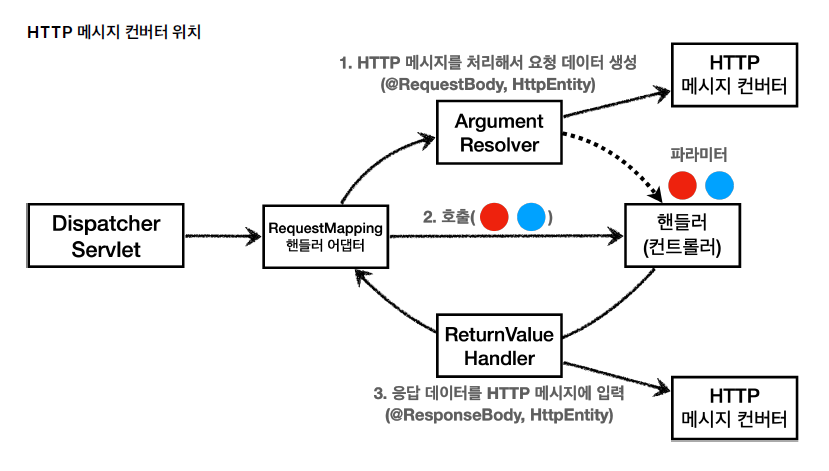 HTTP 메시지 컨버터 위치
1. HTTP 메시지를 처리해서 요청 데이터 생성
(@RequestBody, HttpEntity)
HTTP
메시지 컨버터
Argument
Resolver
파라미터
Dispatcher
Servlet
RequestMapping
핸들러 어댑터
2. 호출( )
핸들러
(컨트롤러)
ReturnValue
Handler
3. 응답 데이터를 HTTP 메시지에 입력
(@ResponseBody, HttpEntity)
HTTP
메시지 컨버터